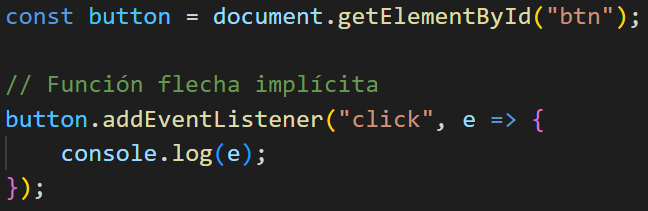 const button = document.getElementById("btn");
// Función flecha implícita
button.addEventListener("click", e => {
    console.log(e);
});